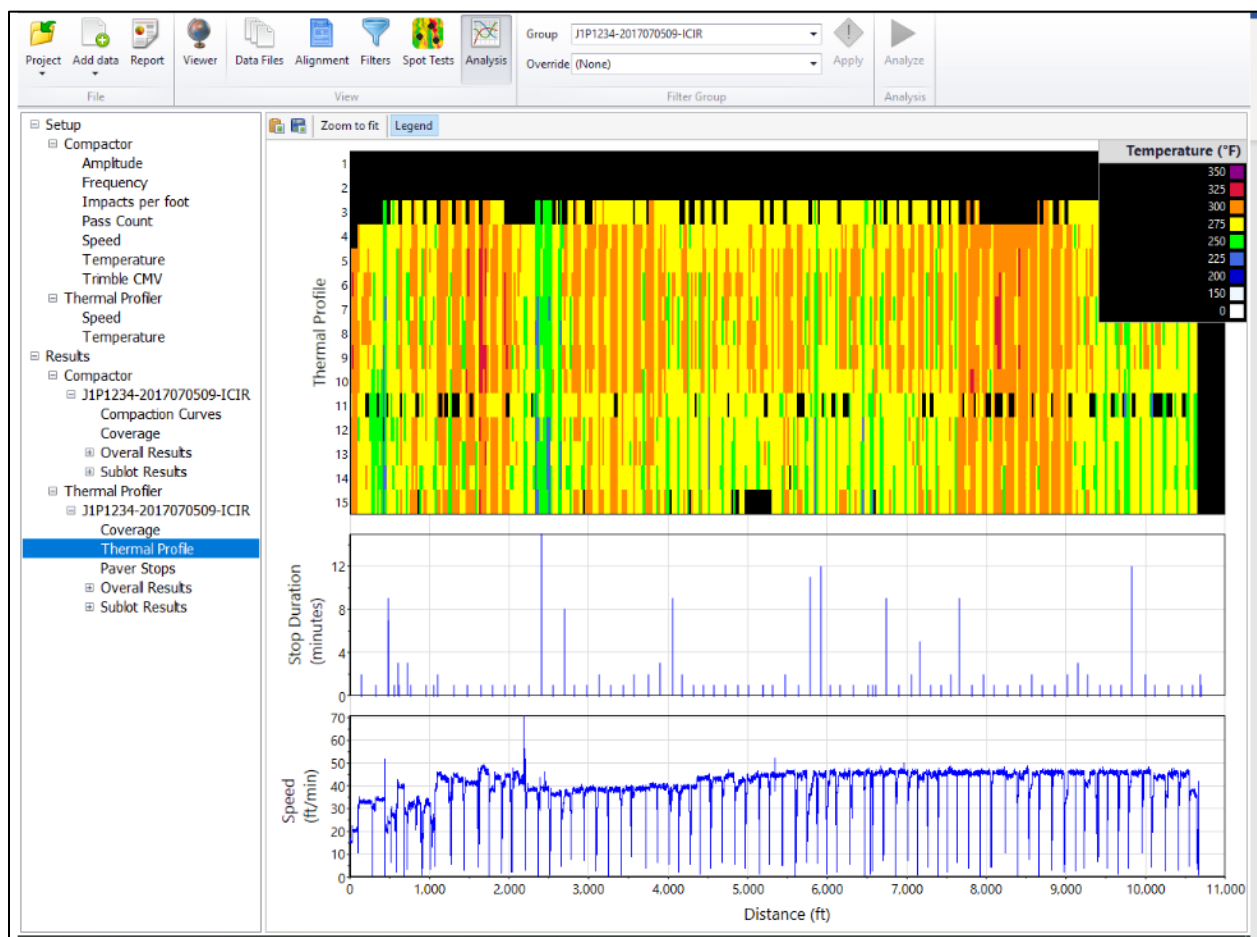 Project Add data Report Viewer Data Files Alignment Filters Spot Tests Analysis
Group J1P1234-2017070509-ICIR
Override (None)
Apply Analyze
File View Filter Group Analysis
Setup
Compactor
Amplitude
Frequency
Impacts per foot
Pass Count
Speed
Temperature
Trimble CMV
Thermal Profiler
Speed
Temperature
Results
Compactor
J1P1234-2017070509-ICIR
Compaction Curves
Coverage
Overall Results
Sublot Results
Thermal Profiler
J1P1234-2017070509-ICIR
Coverage
Thermal Profile
Paver Stops
Overall Results
Sublot Results
Zoom to fit Legend
Temperature (°F)
350
325
300
275
250
225
200
150
0
Thermal Profile
1
2
3
4
5
6
7
8
9
10
11
12
13
14
15
Stop Duration
(minutes)
12
8
4
0
Speed
(ft/min)
70
60
50
40
30
20
10
0
0 1,000 2,000 3,000 4,000 5,000 6,000 7,000 8,000 9,000 10,000 11,000
Distance (ft)